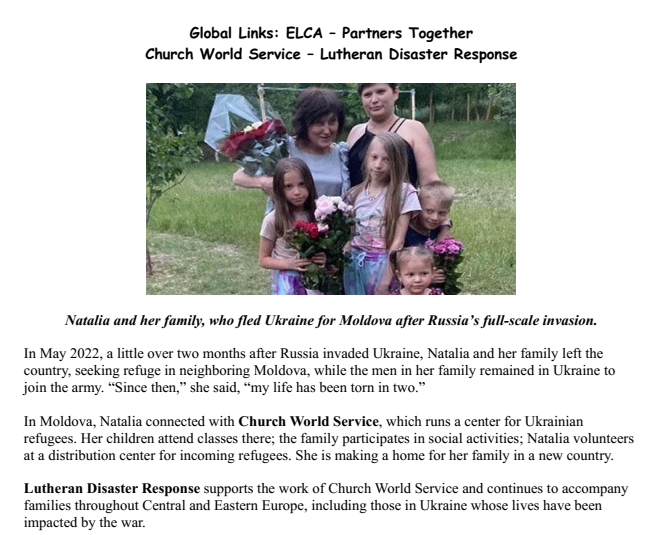 Global Links: ELCA – Partners Together
Church World Service – Lutheran Disaster Response
Natalia and her family, who fled Ukraine for Moldova after Russia’s full-scale invasion.
In May 2022, a little over two months after Russia invaded Ukraine, Natalia and her family left the
country, seeking refuge in neighboring Moldova, while the men in her family remained in Ukraine to
join the army. “Since then,” she said, “my life has been torn in two.”
In Moldova, Natalia connected with Church World Service, which runs a center for Ukrainian
refugees. Her children attend classes there; the family participates in social activities; Natalia volunteers
at a distribution center for incoming refugees. She is making a home for her family in a new country.
Lutheran Disaster Response supports the work of Church World Service and continues to accompany
families throughout Central and Eastern Europe, including those in Ukraine whose lives have been
impacted by the war.